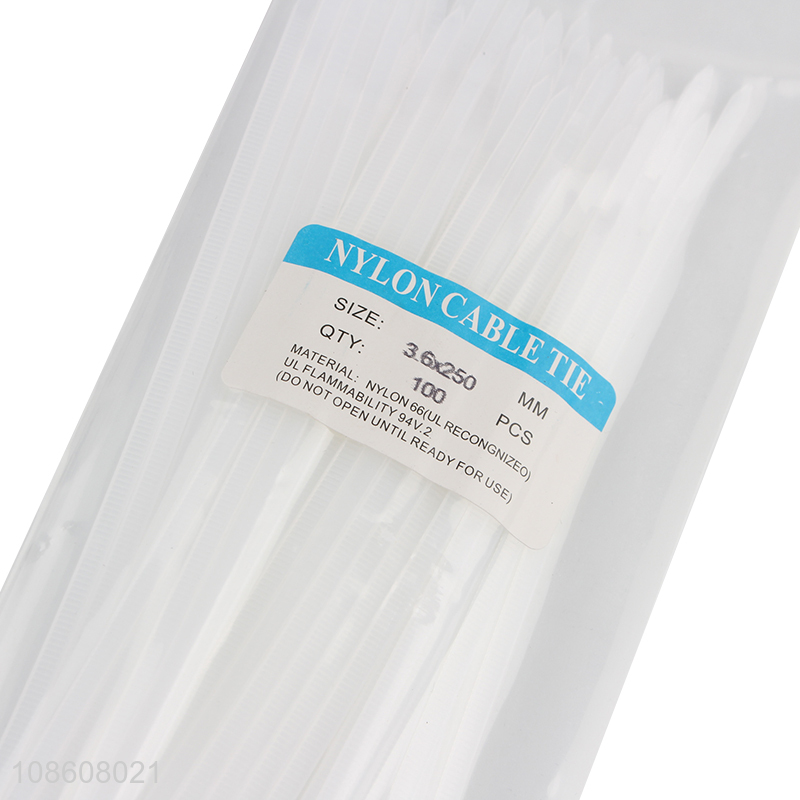 NYLON CABLE TIE
SIZE: 3.6x250 MM
QTY: 100 PCS
MATERIAL: NYLON 66(UL RECONGNIZEO)
UL FLAMMABILITY 94V.2
(DO NOT OPEN UNTIL READY FOR USE)
108608021